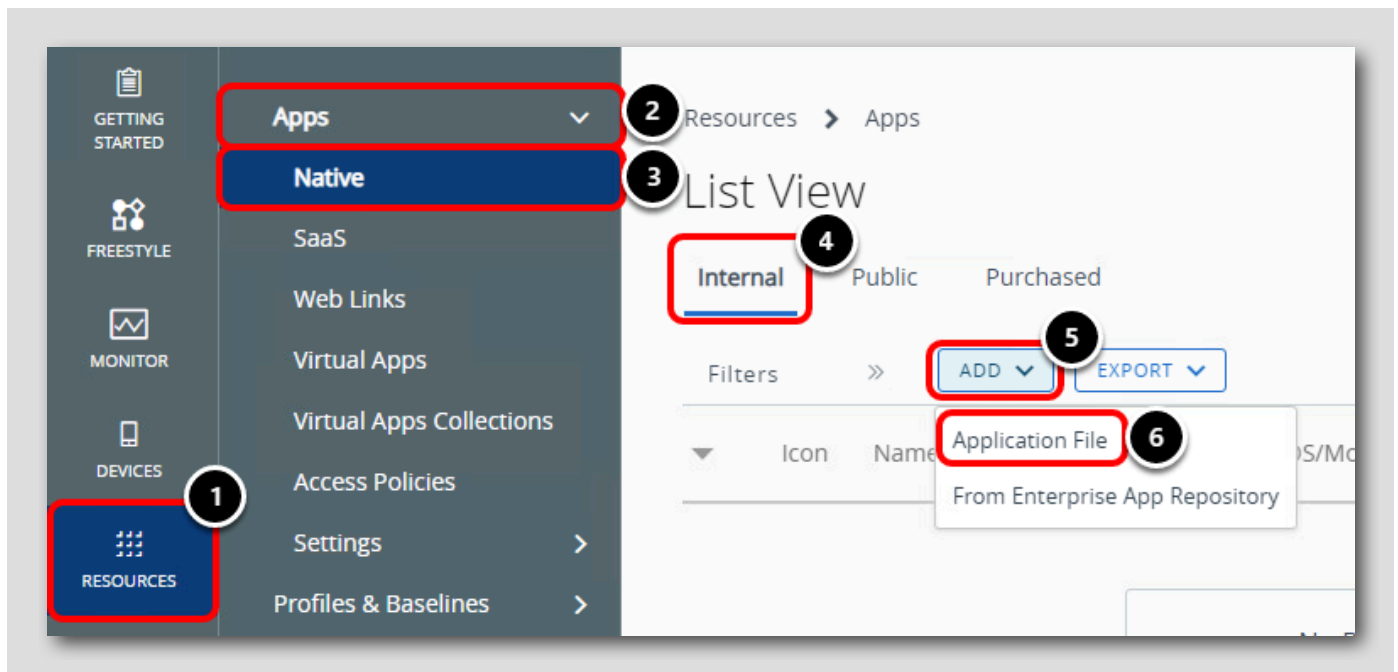 GETTING
STARTED
FREESTYLE
MONITOR
DEVICES
1
RESOURCES
Apps
2
Native
3
SaaS
Web Links
Virtual Apps
Virtual Apps Collections
Access Policies
Settings
Profiles & Baselines
Resources > Apps
List View
4
Internal Public Purchased
5
Filters » ADD EXPORT
Icon Name
Application File 6
From Enterprise App Repository